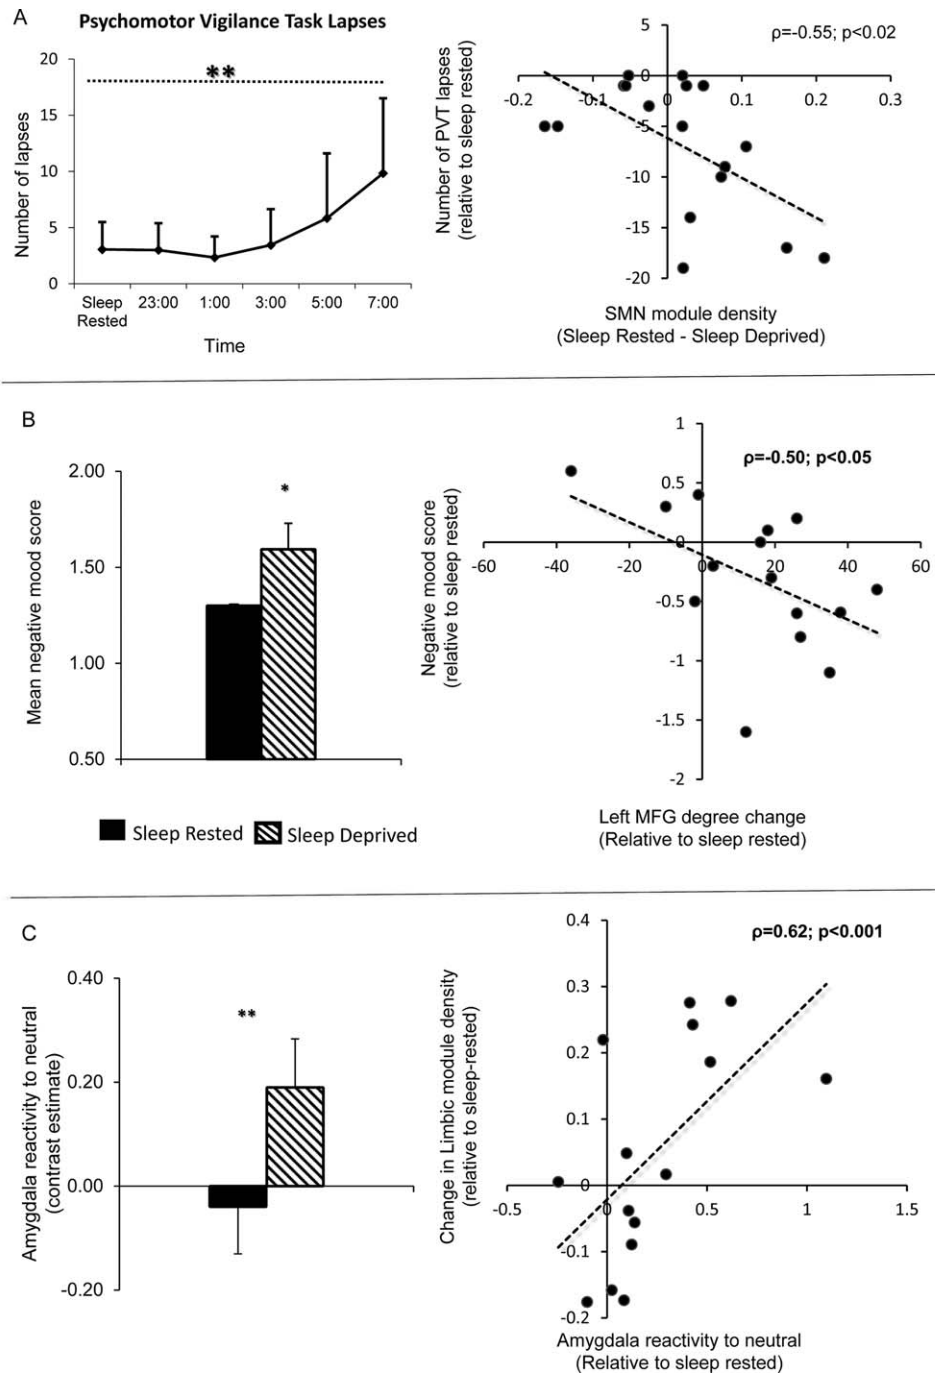 A
Psychomotor Vigilance Task Lapses
**
20
15
10
5
0
Number of lapses
Sleep Rested
23:00
1:00
3:00
5:00
7:00
Time
ρ=-0.55; p<0.02
Number of PVT lapses
(relative to sleep rested)
5
0
-5
-10
-15
-20
-0.2
-0.1
0
0.1
0.2
0.3
SMN module density
(Sleep Rested - Sleep Deprived)
B
Mean negative mood score
2.00
1.50
1.00
0.50
*
Sleep Rested
Sleep Deprived
ρ=-0.50; p<0.05
Negative mood score
(relative to sleep rested)
1
0.5
0
-0.5
-1
-1.5
-2
-60
-40
-20
0
20
40
60
Left MFG degree change
(Relative to sleep rested)
C
Amygdala reactivity to neutral
(contrast estimate)
0.40
0.20
0.00
-0.20
**
ρ=0.62; p<0.001
Change in Limbic module density
(relative to sleep-rested)
0.4
0.3
0.2
0.1
0
-0.1
-0.2
-0.5
0
0.5
1
1.5
Amygdala reactivity to neutral
(Relative to sleep rested)